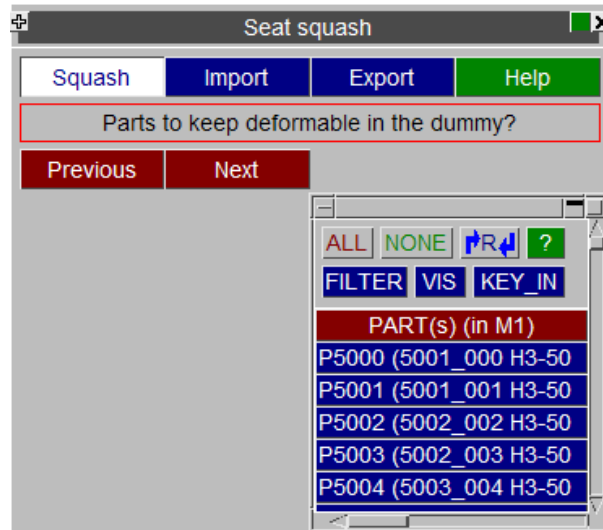 Seat squash
Squash Import Export Help
Parts to keep deformable in the dummy?
Previous Next
ALL NONE R ?
FILTER VIS KEY_IN
PART(s) (in M1)
P5000 (5001_000 H3-50
P5001 (5001_001 H3-50
P5002 (5002_002 H3-50
P5003 (5002_003 H3-50
P5004 (5003_004 H3-50